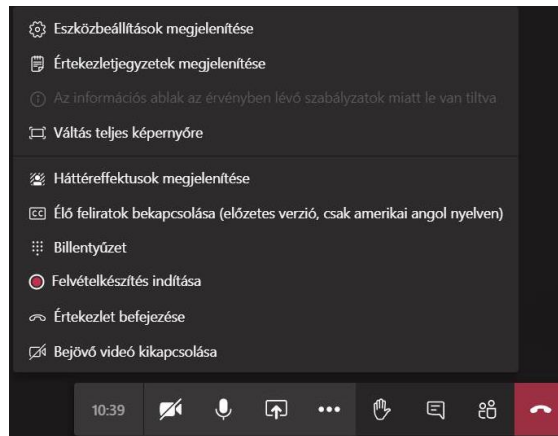 Eszközbeállítások megjelenítése
Értekezletjegyzetek megjelenítése
Az információs ablak az érvényben lévő szabályzatok miatt le van tiltva
Váltás teljes képernyőre
Háttéreffektusok megjelenítése
CC Élő feliratok bekapcsolása (előzetes verzió, csak amerikai angol nyelven)
Billentyűzet
Felvételkészítés indítása
Értekezlet befejezése
Bejövő videó kikapcsolása
10:39